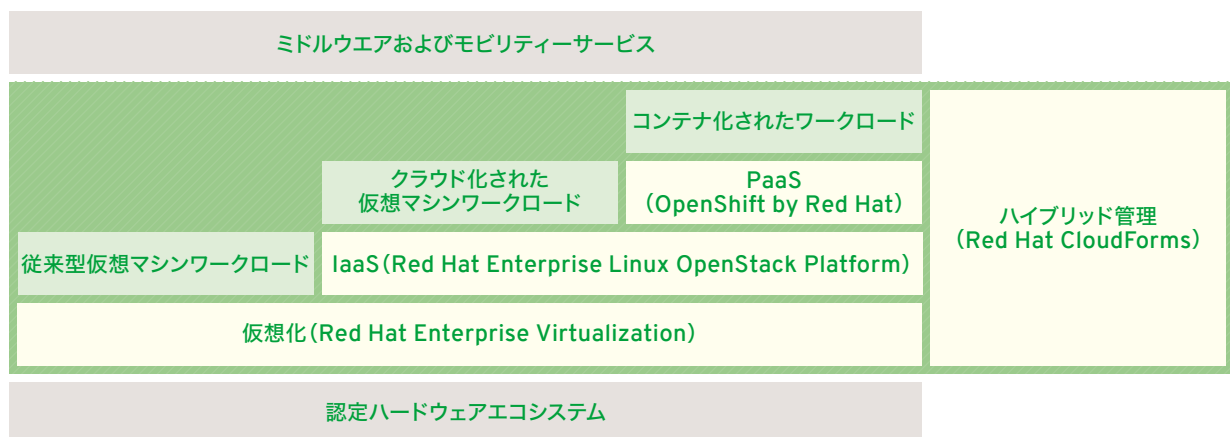 ミドルウエアおよびモビリティーサービス
コンテナ化されたワークロード
クラウド化された
仮想マシンワークロード
PaaS
（OpenShift by Red Hat）
ハイブリッド管理
（Red Hat CloudForms）
従来型仮想マシンワークロード
IaaS（Red Hat Enterprise Linux OpenStack Platform）
仮想化（Red Hat Enterprise Virtualization）
認定ハードウェアエコシステム